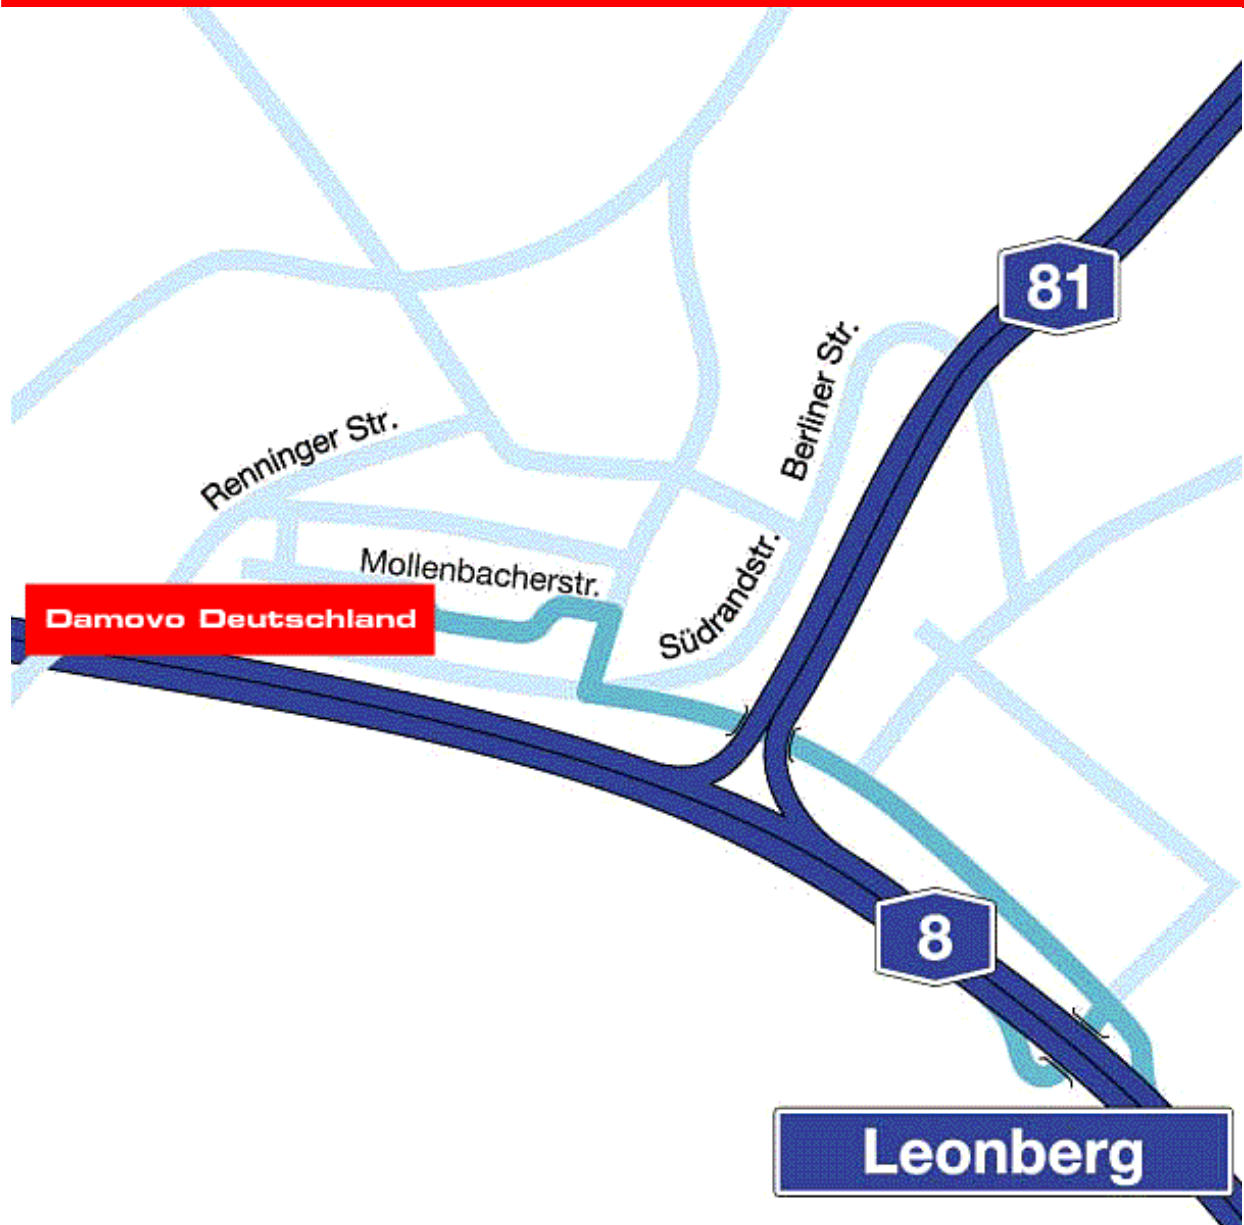 81
Berliner Str.
Renninger Str.
Mollenbacherstr.
Südrandstr.
Damovo Deutschland
8
Leonberg